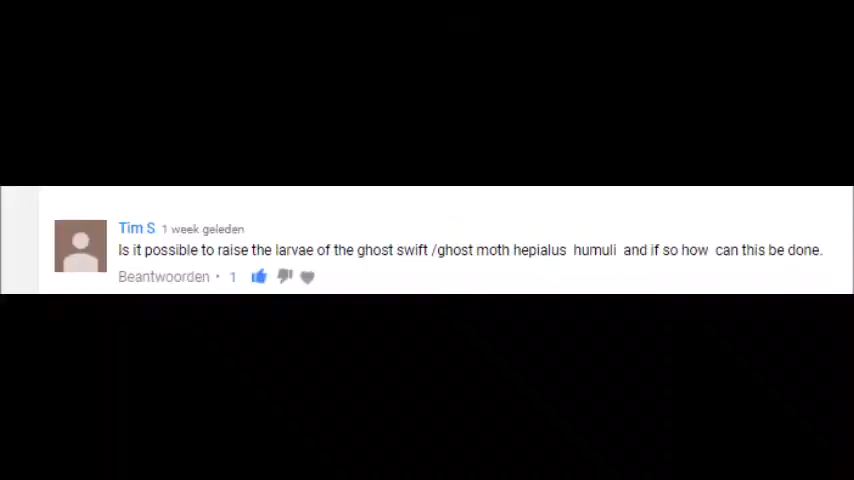 Tim S 1 week geleden
Is it possible to raise the larvae of the ghost swift /ghost moth hepialus humuli and if so how can this be done.
Beantwoorden • 1